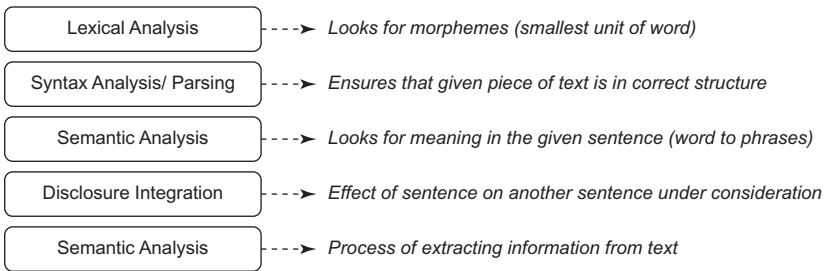 Lexical Analysis Looks for morphemes (smallest unit of word)
Syntax Analysis/ Parsing Ensures that given piece of text is in correct structure
Semantic Analysis Looks for meaning in the given sentence (word to phrases)
Disclosure Integration Effect of sentence on another sentence under consideration
Semantic Analysis Process of extracting information from text